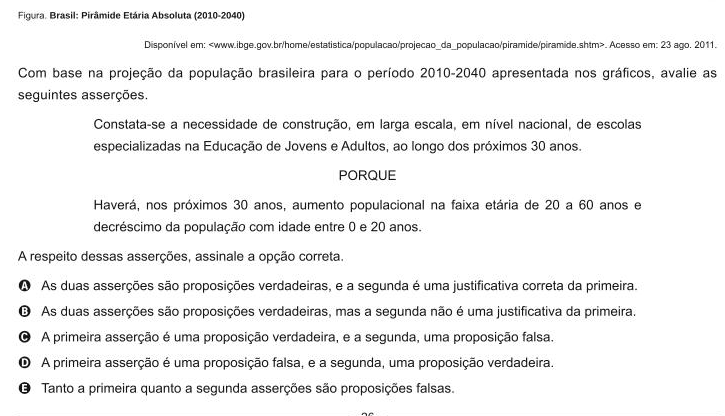 Figura. Brasil: Pirâmide Etária Absoluta (2010-2040)
Disponível em: <www.ibge.gov.br/home/estatistica/populacao/projecao_da_populacao/piramide/piramide.shtm>. Acesso em: 23 ago. 2011.
Com base na projeção da população brasileira para o período 2010-2040 apresentada nos gráficos, avalie as
seguintes asserções.
Constata-se a necessidade de construção, em larga escala, em nível nacional, de escolas
especializadas na Educação de Jovens e Adultos, ao longo dos próximos 30 anos.
PORQUE
Haverá, nos próximos 30 anos, aumento populacional na faixa etária de 20 a 60 anos e
decréscimo da população com idade entre 0 e 20 anos.
A respeito dessas asserções, assinale a opção correta.
A As duas asserções são proposições verdadeiras, e a segunda é uma justificativa correta da primeira.
B As duas asserções são proposições verdadeiras, mas a segunda não é uma justificativa da primeira.
C A primeira asserção é uma proposição verdadeira, e a segunda, uma proposição falsa.
D A primeira asserção é uma proposição falsa, e a segunda, uma proposição verdadeira.
E Tanto a primeira quanto a segunda asserções são proposições falsas.